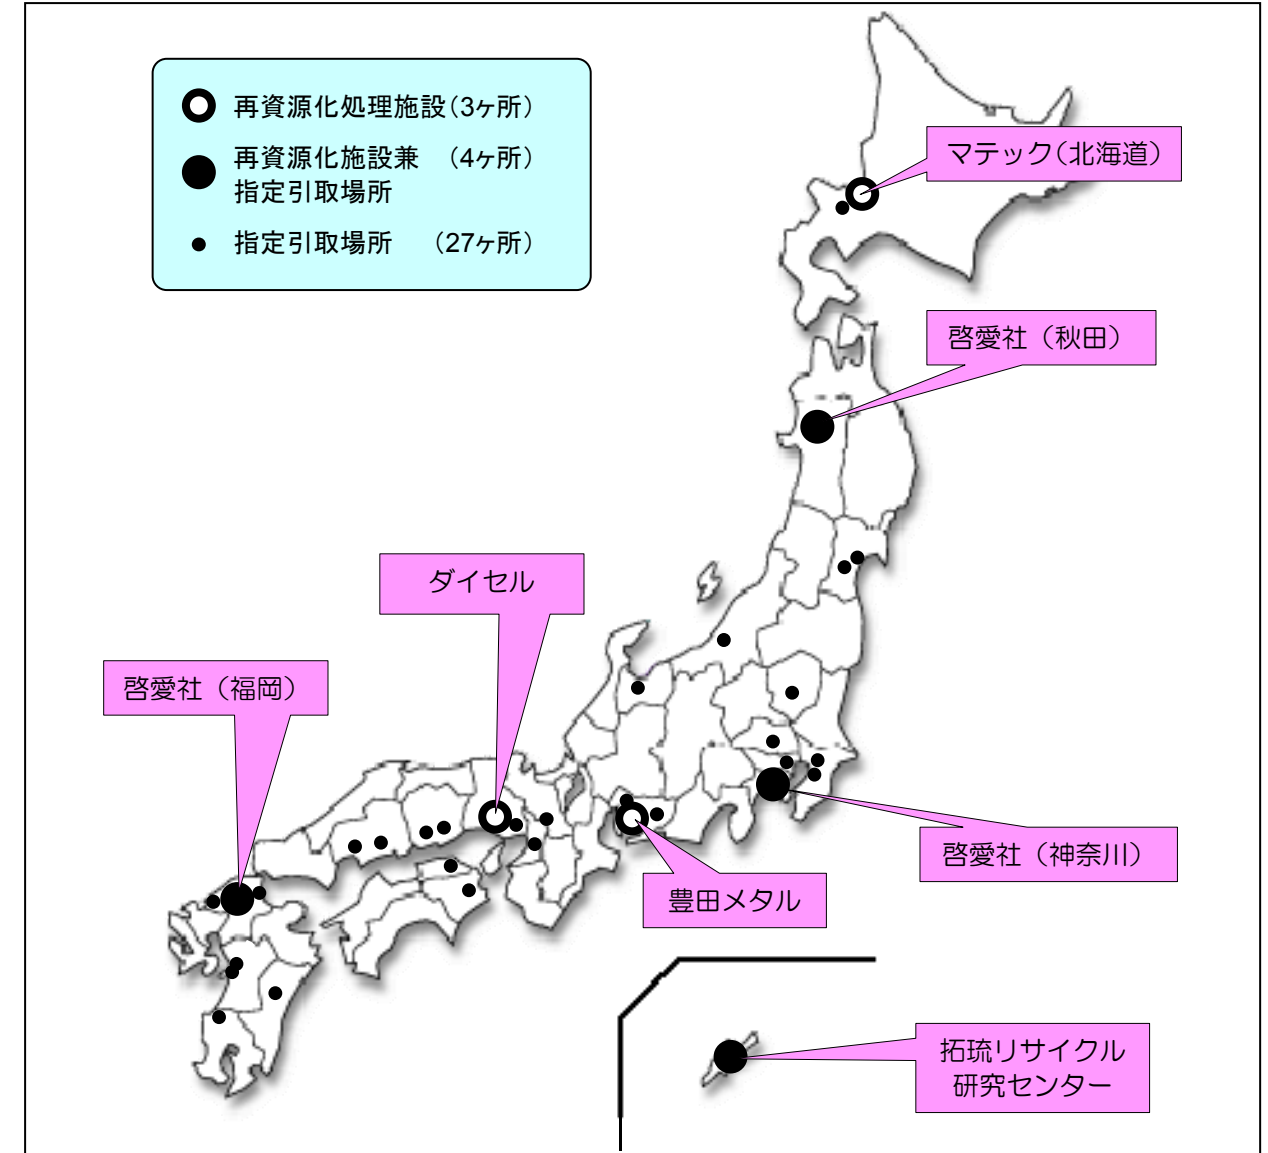 再資源化処理施設（3ヶ所）
再資源化施設兼　（4ヶ所）
指定引取場所
指定引取場所　（27ヶ所）
マテック（北海道）
啓愛社（秋田）
ダイセル
啓愛社（福岡）
啓愛社（神奈川）
豊田メタル
拓琉リサイクル
研究センター